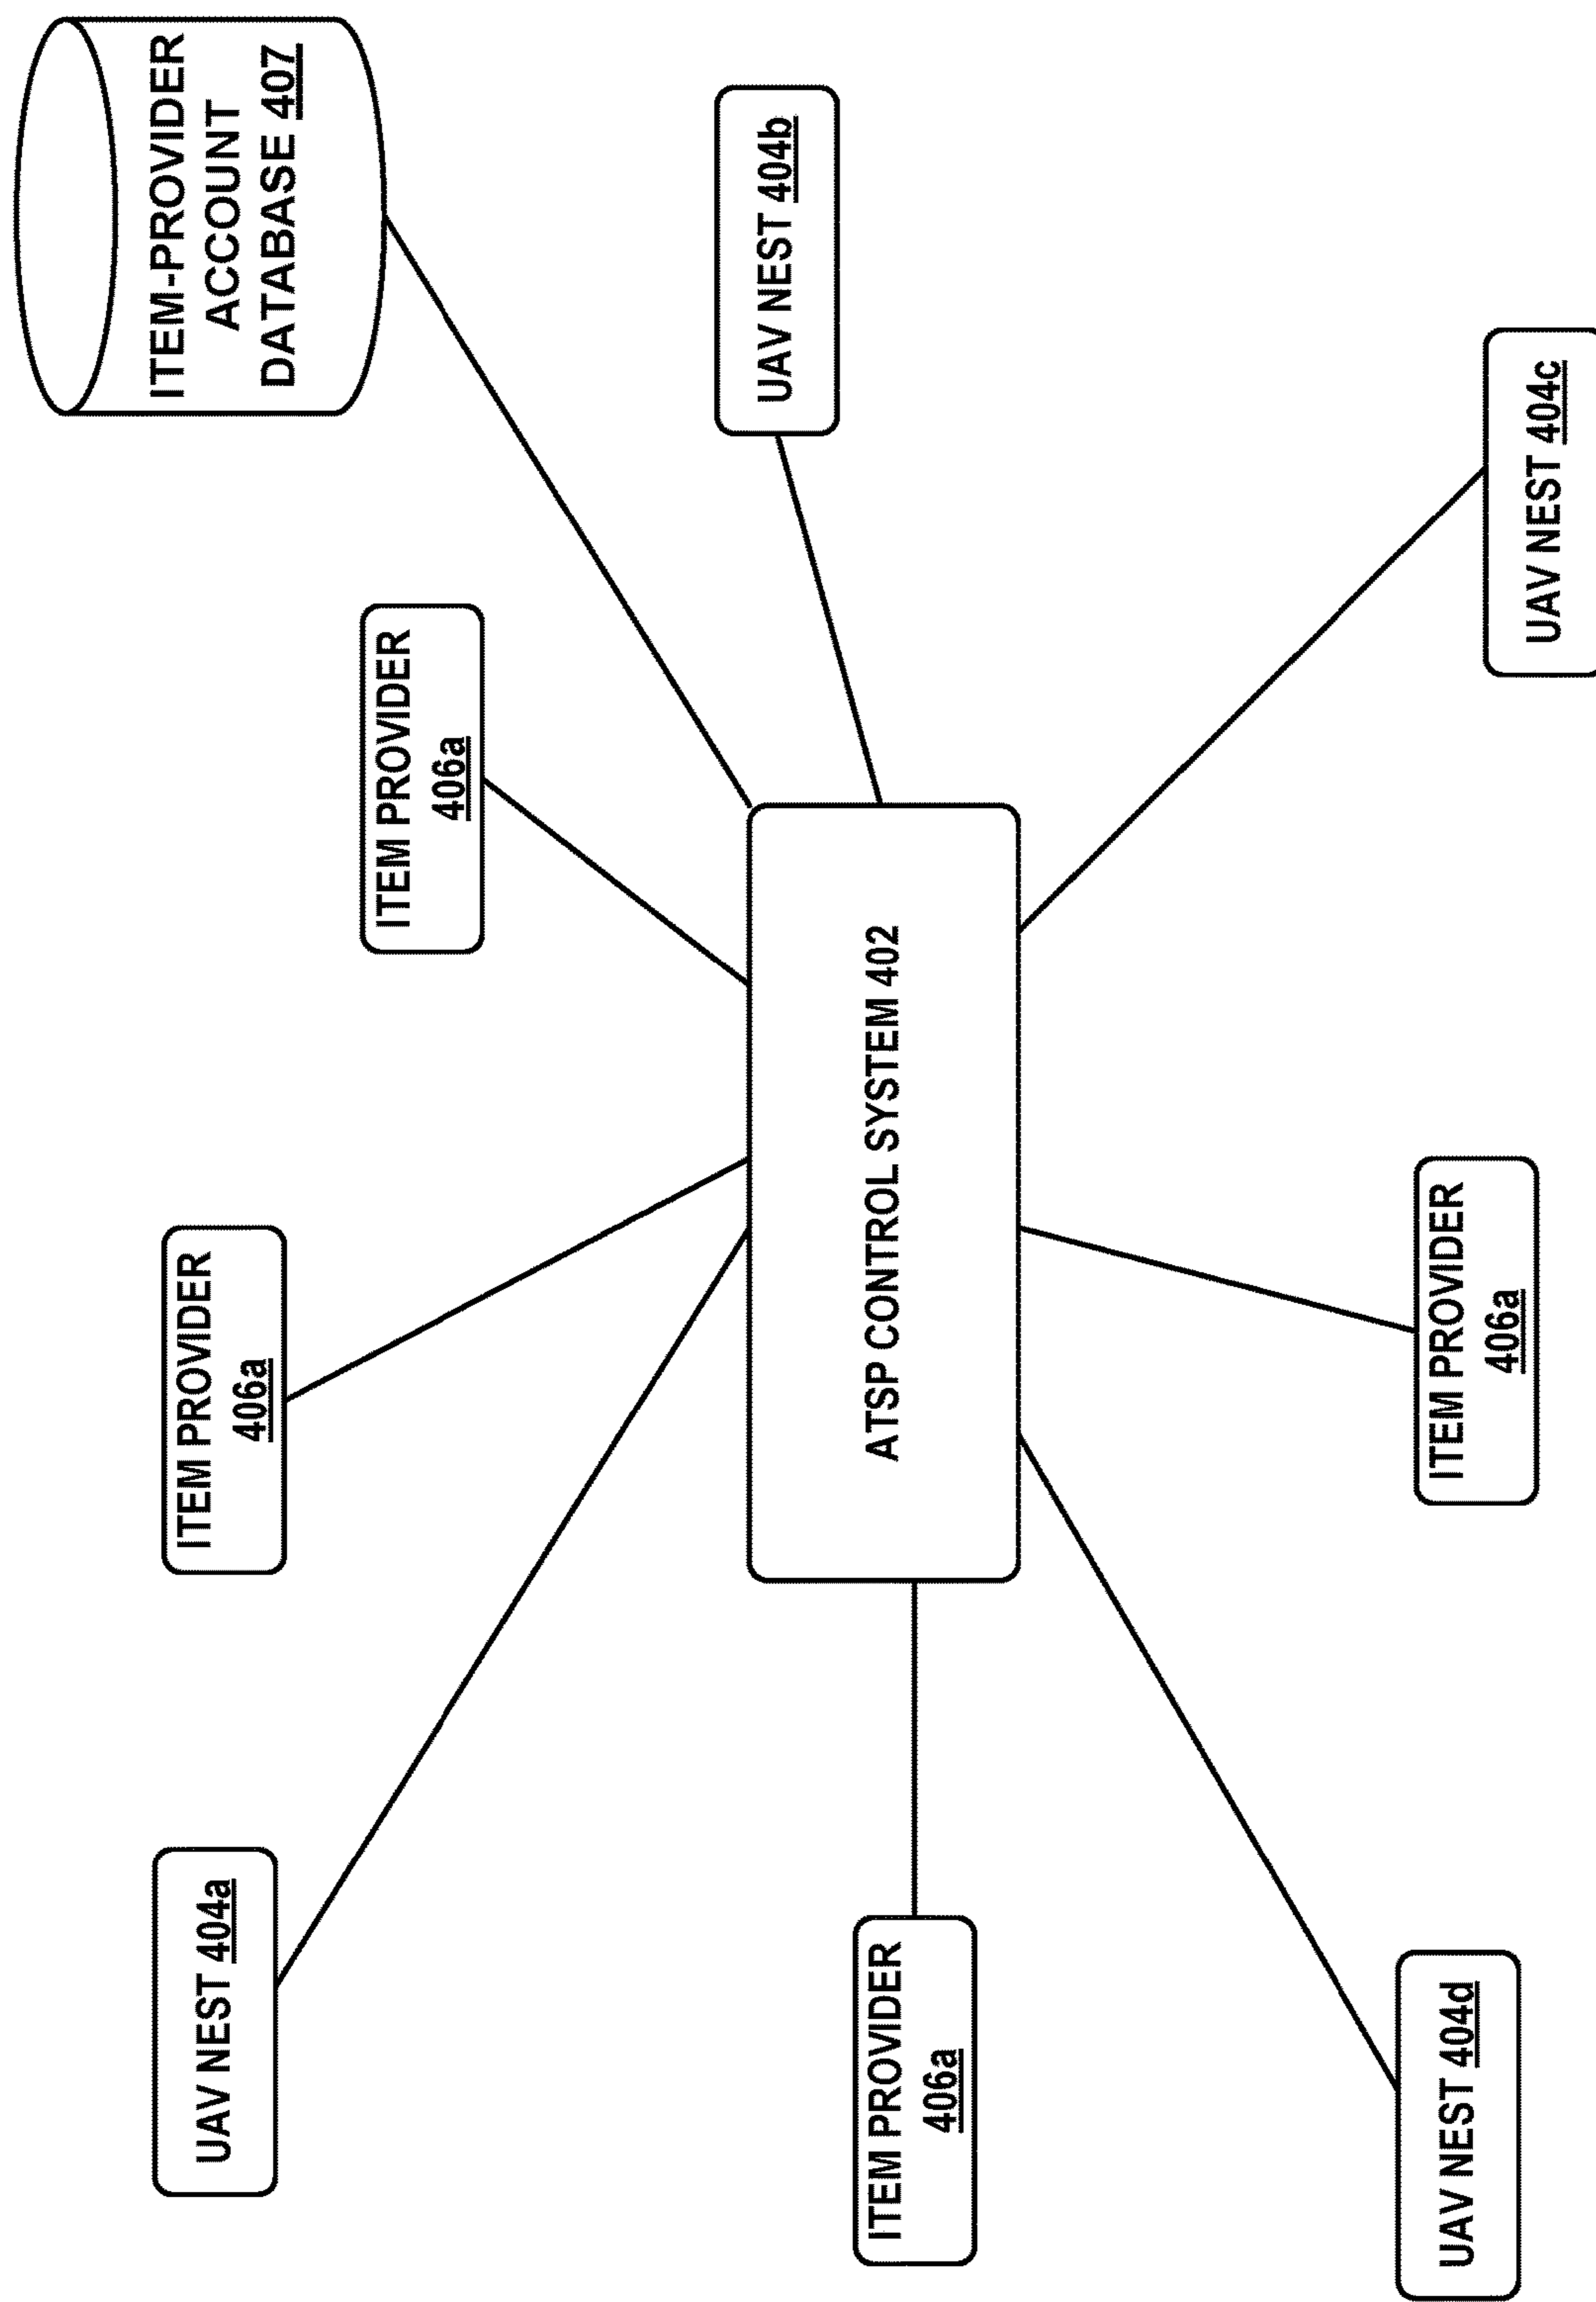 UAV NEST 404a
ITEM PROVIDER
406a
ITEM-PROVIDER
ACCOUNT
DATABASE 407
ITEM PROVIDER
406a
UAV NEST 404b
ITEM PROVIDER
406a
ATSP CONTROL SYSTEM 402
UAV NEST 404d
ITEM PROVIDER
406a
UAV NEST 404c